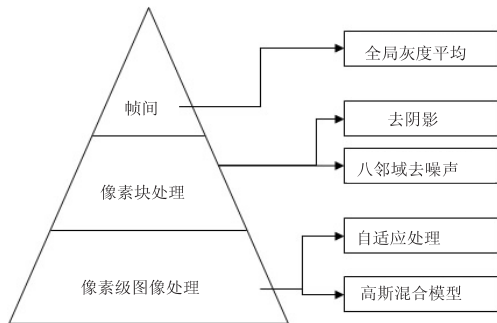 全局灰度平均
帧间
去阴影
八邻域去噪声
像素块处理
自适应处理
像素级图像处理
高斯混合模型